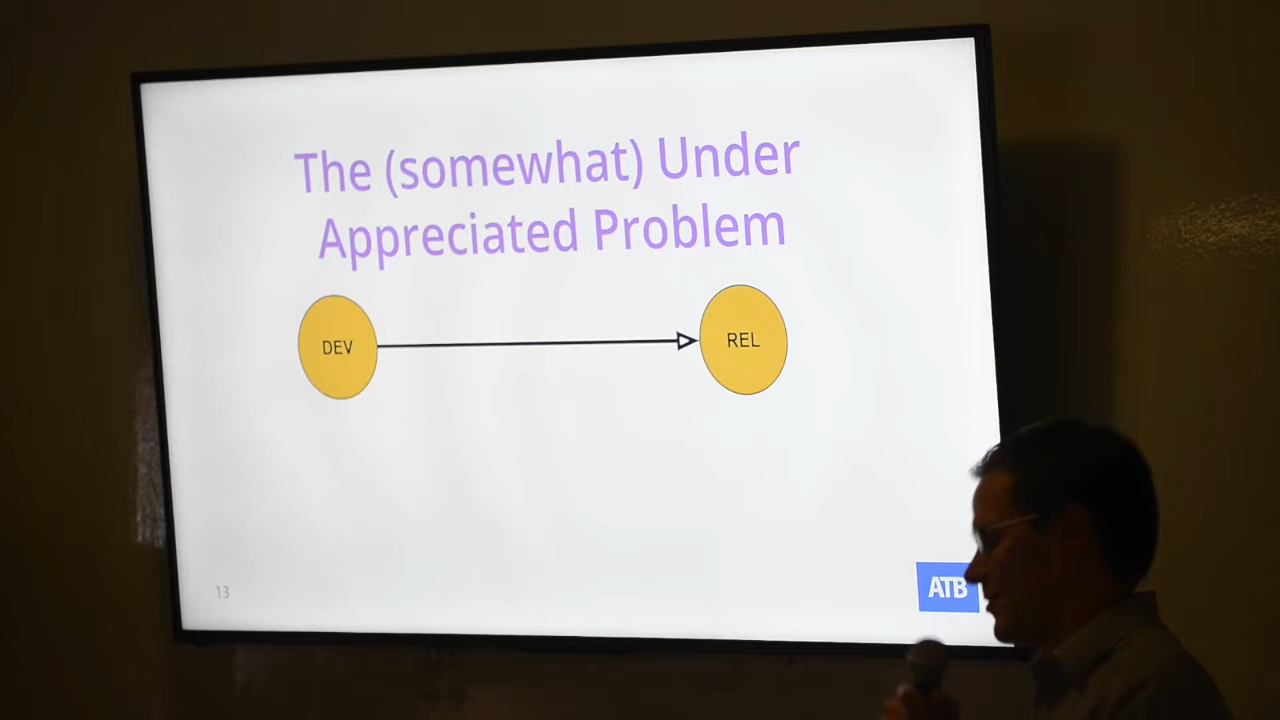 The (somewhat) Under
Appreciated Problem
DEV
REL
13
ATB